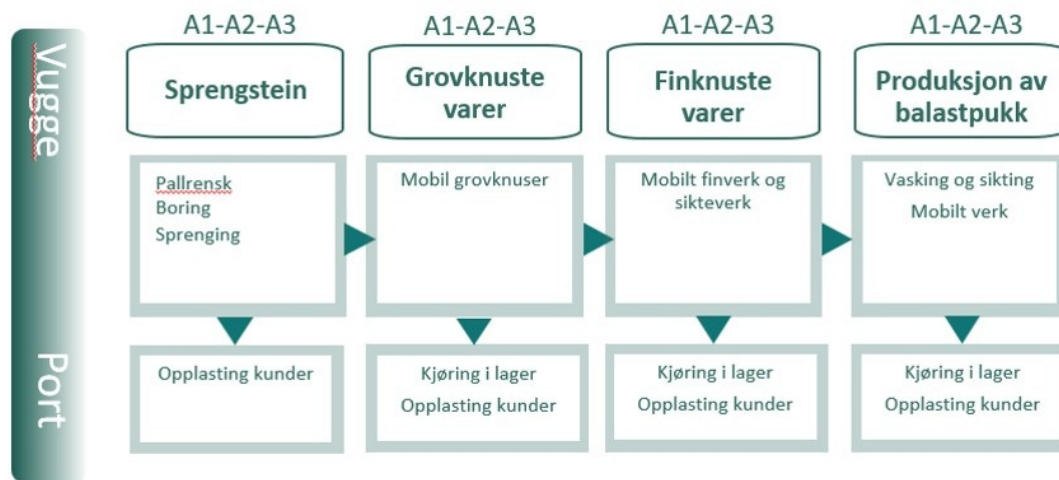 Vugge
Port
A1-A2-A3
Sprengstein
Pallrensk
Boring
Sprenging
Opplasting kunder
A1-A2-A3
Grovknuste
varer
Mobil grovknuser
Kjøring i lager
Opplasting kunder
A1-A2-A3
Finknuste
varer
Mobilt finverk og
sikteverk
Kjøring i lager
Opplasting kunder
A1-A2-A3
Produksjon av
balastpukk
Vasking og sikting
Mobilt verk
Kjøring i lager
Opplasting kunder